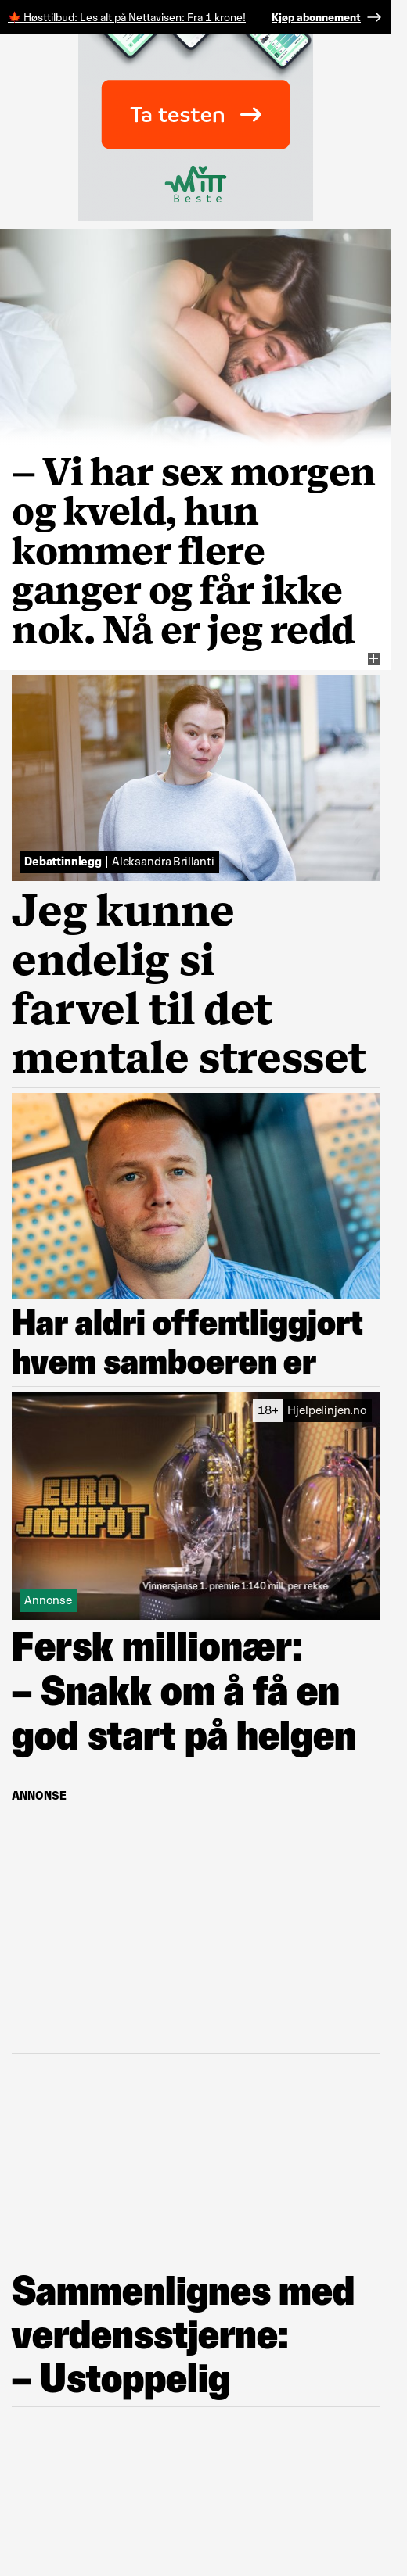 🍁 Høsttilbud: Les alt på Nettavisen: Fra 1 krone! Kjøp abonnement →
Ta testen →
Mitt
Beste
– Vi har sex morgen
og kveld, hun
kommer flere
ganger og får ikke
nok. Nå er jeg redd
Debattinnlegg | Aleksandra Brillanti
Jeg kunne
endelig si
farvel til det
mentale stresset
Har aldri offentliggjort
hvem samboeren er
18+ Hjelpelinjen.no
EURO
JACKPOT
Vinnersjanse 1. premie 1:140 mill. per rekke
Annonse
Fersk millionær:
– Snakk om å få en
god start på helgen
ANNONSE
Sammenlignes med
verdensstjerne:
– Ustoppelig